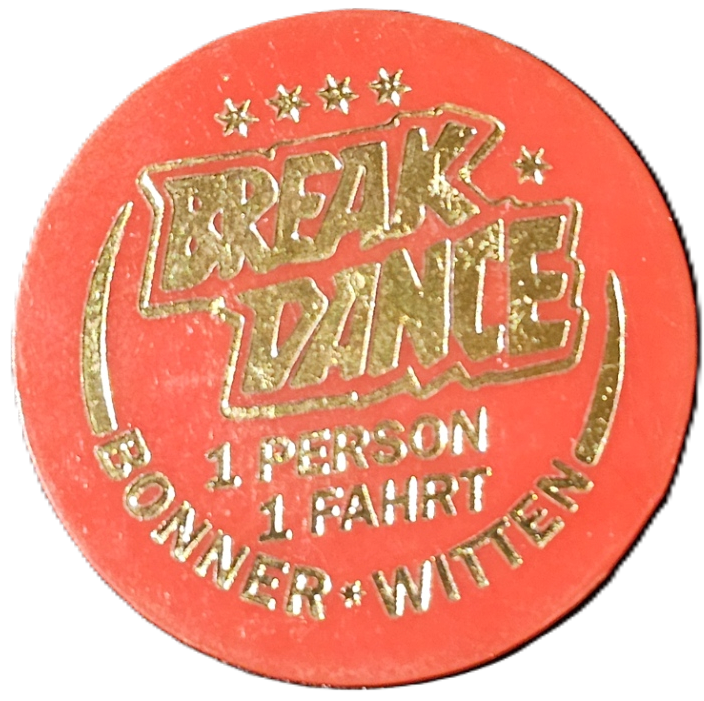 BREAK
DANCE
1 PERSON
1 FAHRT
BONNER * WITTEN